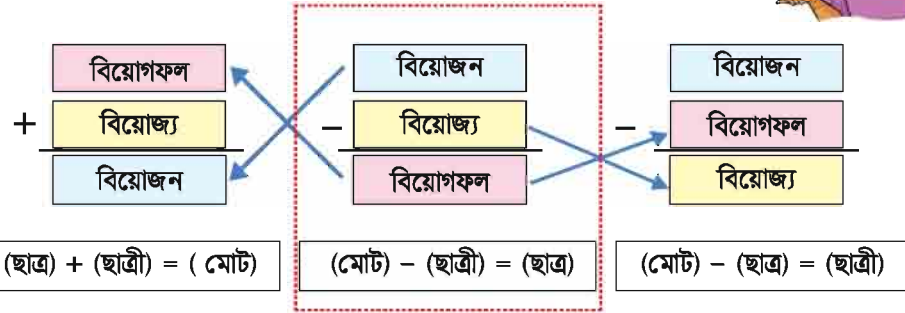 বিয়োগফল বিয়োজন বিয়োজন
+ বিয়োজ্য − বিয়োজ্য − বিয়োগফল
বিয়োজন বিয়োগফল বিয়োজ্য
(ছাত্র) + (ছাত্রী) = ( মোট) (মোট) − (ছাত্রী) = (ছাত্র) (মোট) − (ছাত্র) = (ছাত্রী)